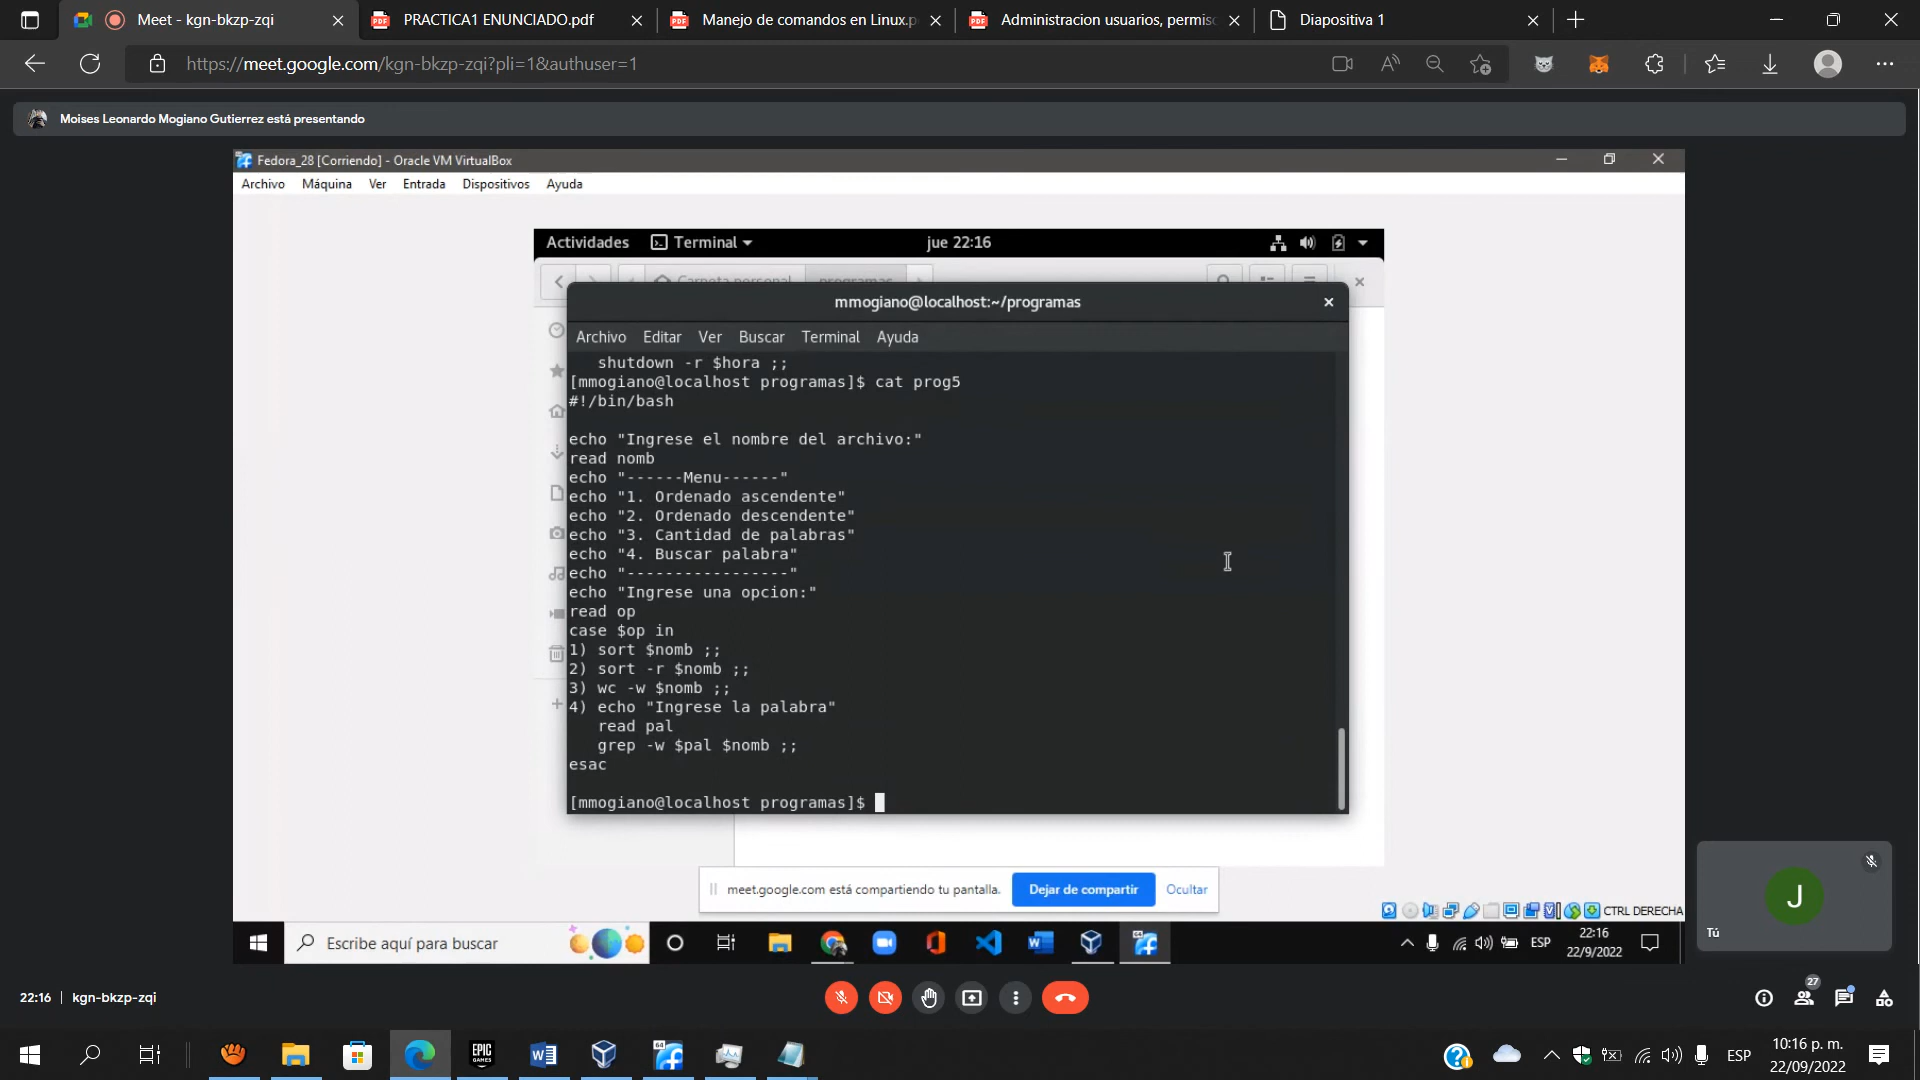 Meet - kgn-bkzp-zqi
PRACTICA1 ENUNCIADO.pdf
Manejo de comandos en Linux.p
Administracion usuarios, permisc
Diapositiva 1
https://meet.google.com/kgn-bkzp-zqi?pli=1&authuser=1
Moises Leonardo Mogiano Gutierrez está presentando
Fedora_28 [Corriendo] - Oracle VM VirtualBox
Archivo Máquina Ver Entrada Dispositivos Ayuda
Actividades Terminal jue 22:16
Carpeta personal programas
mmogiano@localhost:~/programas
Archivo Editar Ver Buscar Terminal Ayuda
shutdown -r $hora ;;
[mmogiano@localhost programas]$ cat prog5
#!/bin/bash
echo "Ingrese el nombre del archivo:"
read nomb
echo "------Menu------"
echo "1. Ordenado ascendente"
echo "2. Ordenado descendente"
echo "3. Cantidad de palabras"
echo "4. Buscar palabra"
echo "-----------------"
echo "Ingrese una opcion:"
read op
case $op in
1) sort $nomb ;;
2) sort -r $nomb ;;
3) wc -w $nomb ;;
4) echo "Ingrese la palabra"
read pal
grep -w $pal $nomb ;;
esac
[mmogiano@localhost programas]$
meet.google.com está compartiendo tu pantalla. Dejar de compartir Ocultar
CTRL DERECHA
Escribe aquí para buscar
ESP
22:16
22/9/2022
J
Tú
22:16 | kgn-bkzp-zqi
27
EPIC GAMES
64
ESP
10:16 p. m.
22/09/2022